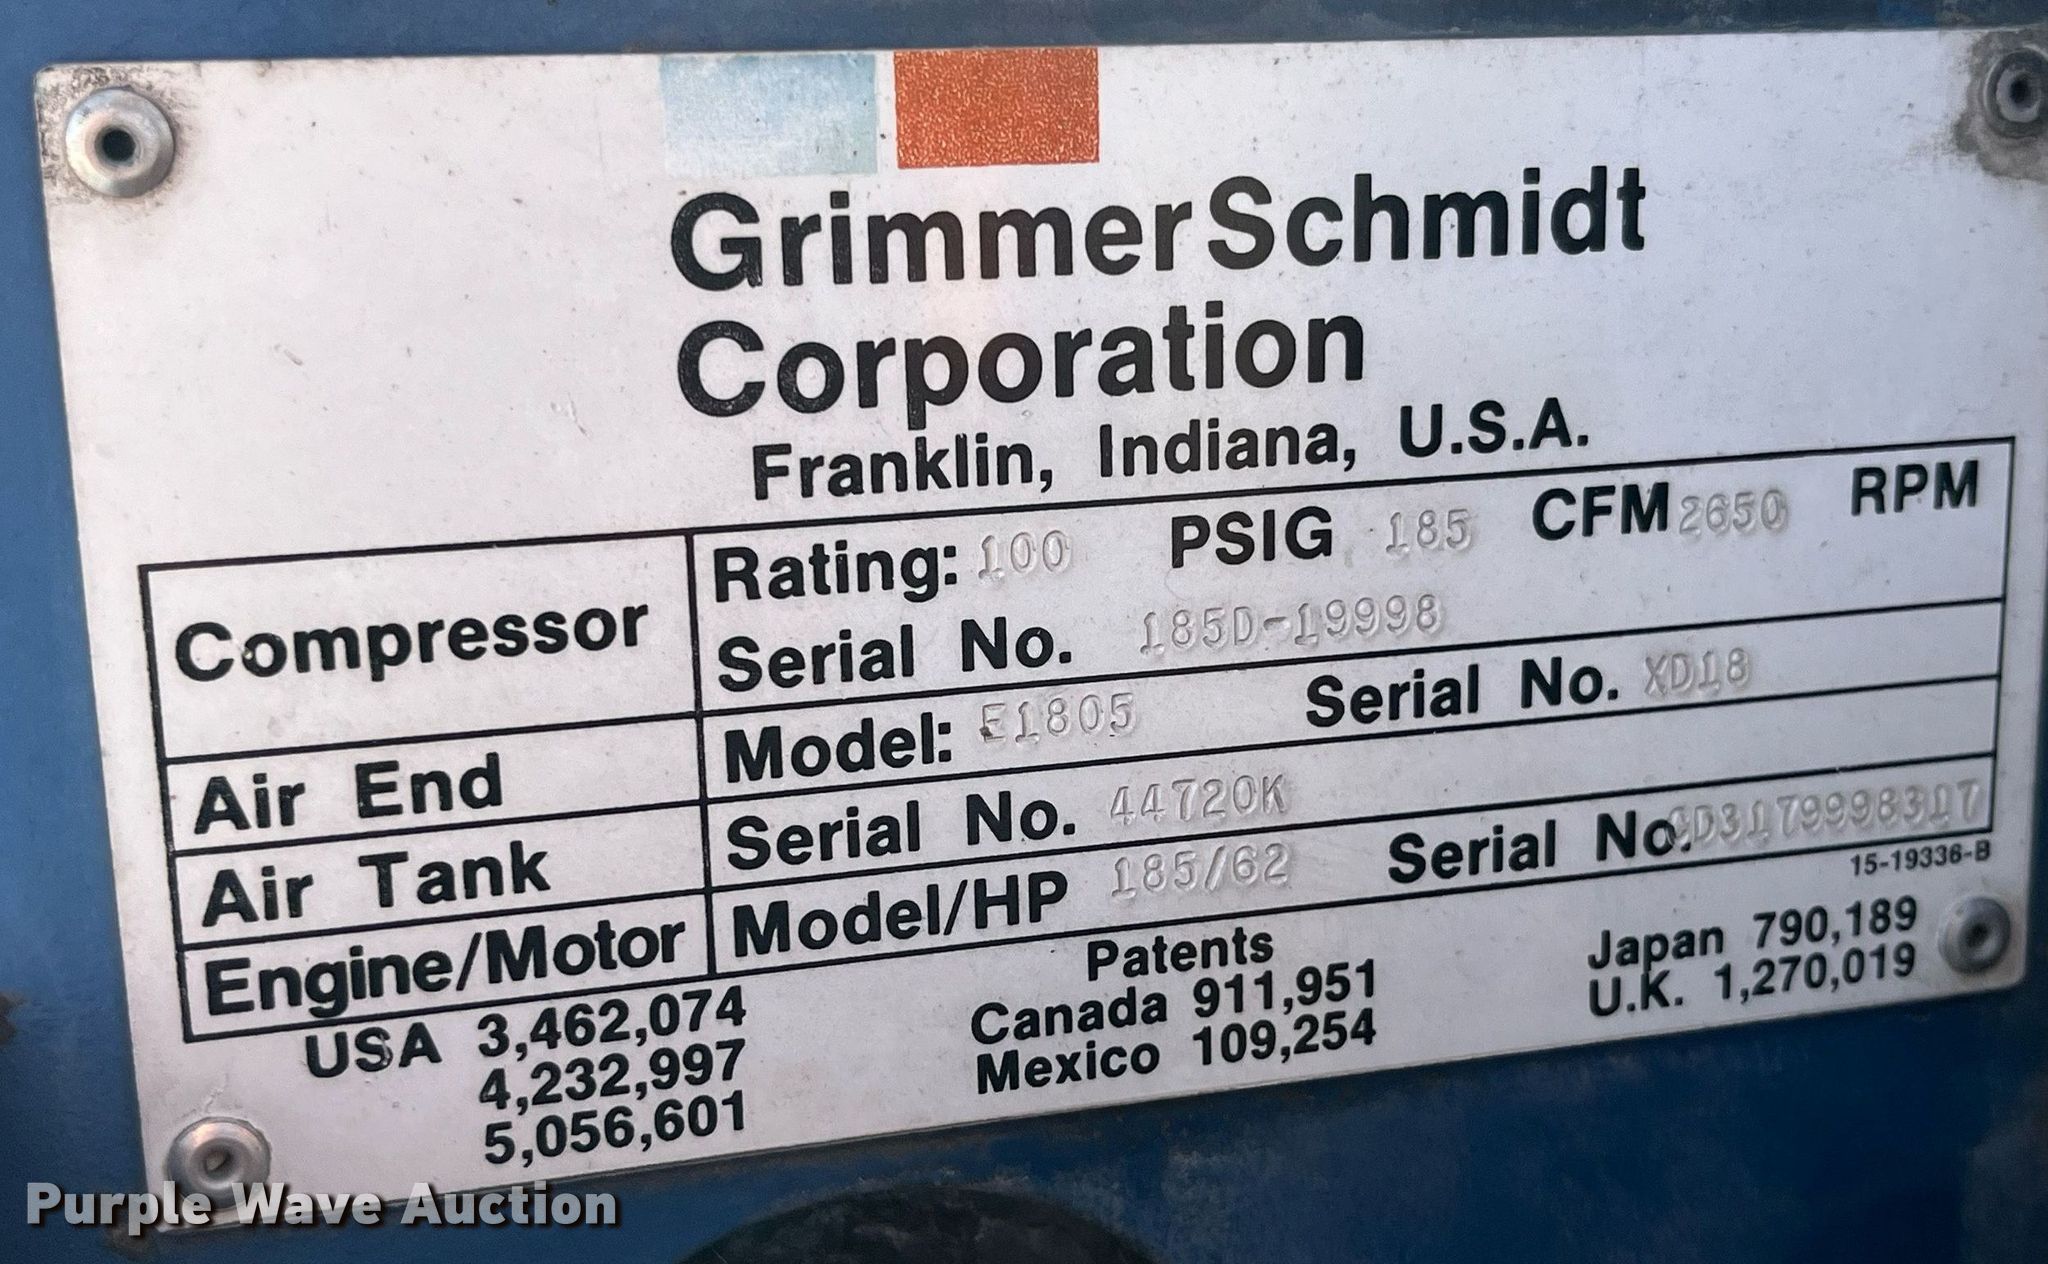 GrimmerSchmidt
Corporation
Franklin, Indiana, U.S.A.
Compressor
Rating: 100 PSIG 185 CFM 2650 RPM
Serial No. 185D-19998
Air End
Model: E1805 Serial No. XD18
Air Tank
Serial No. 44720K
Engine/Motor
Model/HP 185/62 Serial No. CD3179998317
15-19336-B
Patents
USA 3,462,074
4,232,997
5,056,601
Canada 911,951
Mexico 109,254
Japan 790,189
U.K. 1,270,019
Purple Wave Auction